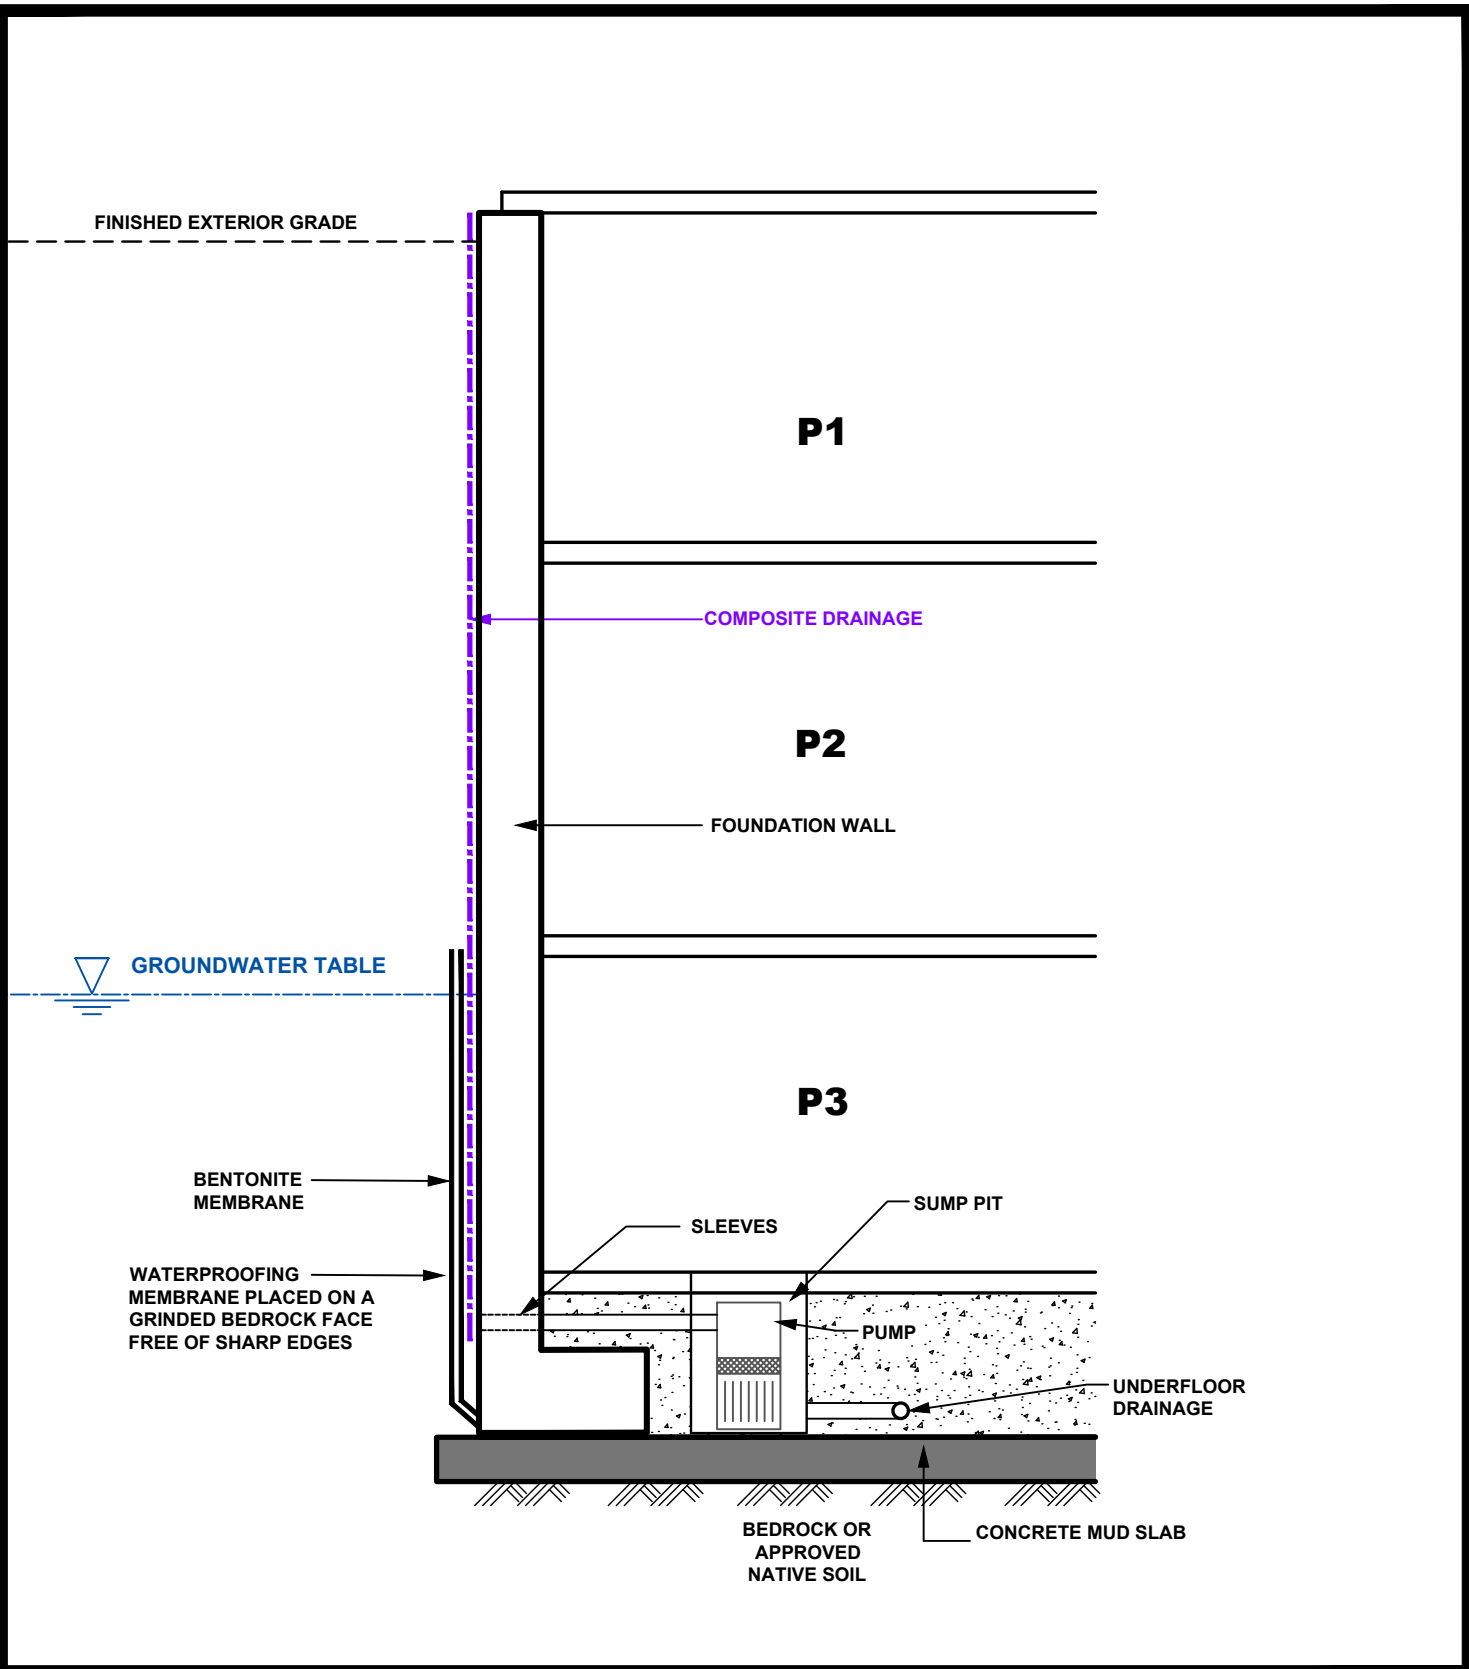 FINISHED EXTERIOR GRADE
P1
COMPOSITE DRAINAGE
P2
FOUNDATION WALL
GROUNDWATER TABLE
P3
BENTONITE
MEMBRANE
SUMP PIT
SLEEVES
WATERPROOFING
MEMBRANE PLACED ON A
GRINDED BEDROCK FACE
FREE OF SHARP EDGES
PUMP
UNDERFLOOR
DRAINAGE
BEDROCK OR
APPROVED
NATIVE SOIL
CONCRETE MUD SLAB